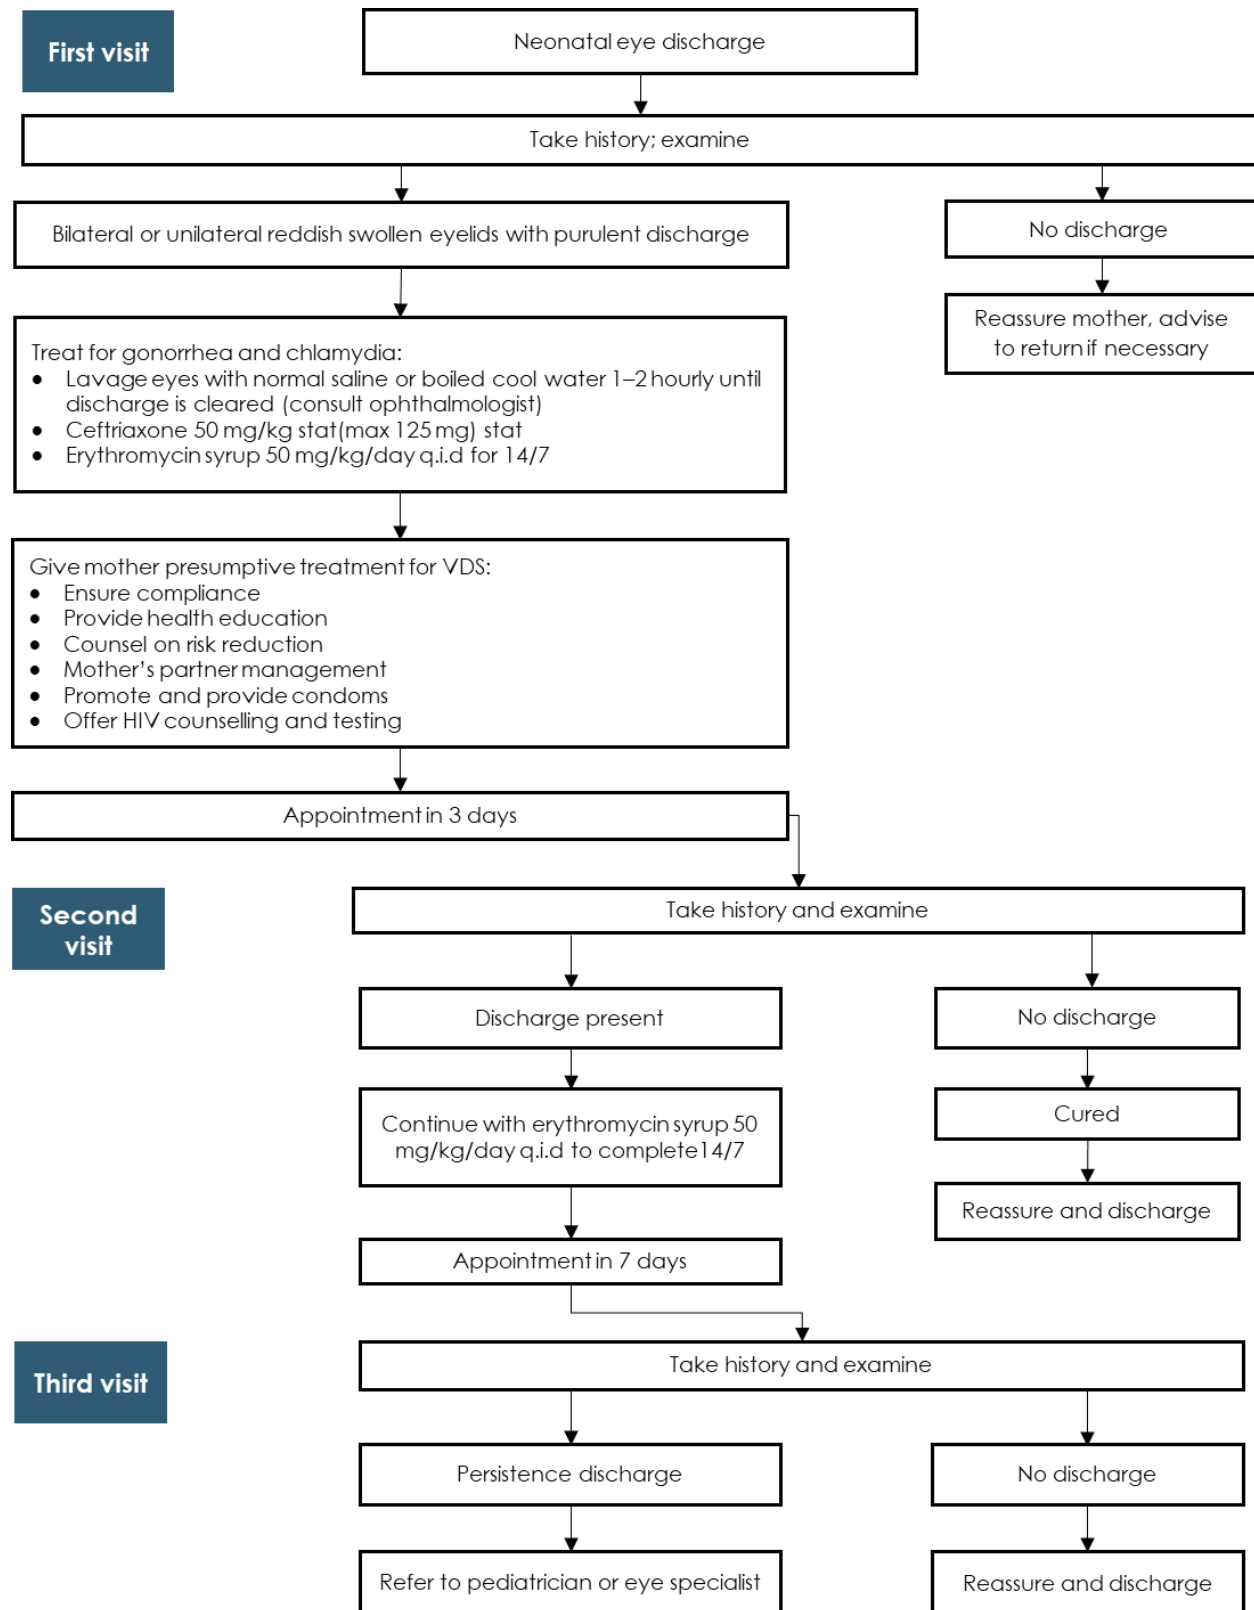 First visit
Neonatal eye discharge
Take history; examine
Bilateral or unilateral reddish swollen eyelids with purulent discharge
No discharge
Reassure mother, advise
to return if necessary
Treat for gonorrhea and chlamydia:
• Lavage eyes with normal saline or boiled cool water 1–2 hourly until
discharge is cleared (consult ophthalmologist)
• Ceftriaxone 50 mg/kg stat(max 125 mg) stat
• Erythromycin syrup 50 mg/kg/day q.i.d for 14/7
Give mother presumptive treatment for VDS:
• Ensure compliance
• Provide health education
• Counsel on risk reduction
• Mother's partner management
• Promote and provide condoms
• Offer HIV counselling and testing
Appointment in 3 days
Second
visit
Take history and examine
Discharge present
No discharge
Continue with erythromycin syrup 50
mg/kg/day q.i.d to complete 14/7
Cured
Reassure and discharge
Appointment in 7 days
Third visit
Take history and examine
Persistence discharge
No discharge
Refer to pediatrician or eye specialist
Reassure and discharge